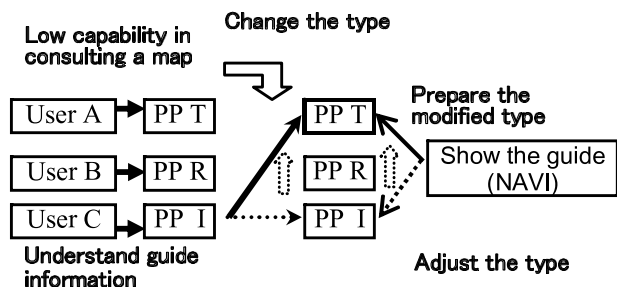 Change the type
Low capability in
consulting a map
User A
PP T
PP T
Prepare the
modified type
User B
PP R
PP R
Show the guide
(NAVI)
User C
PP I
PP I
Understand guide
information
Adjust the type